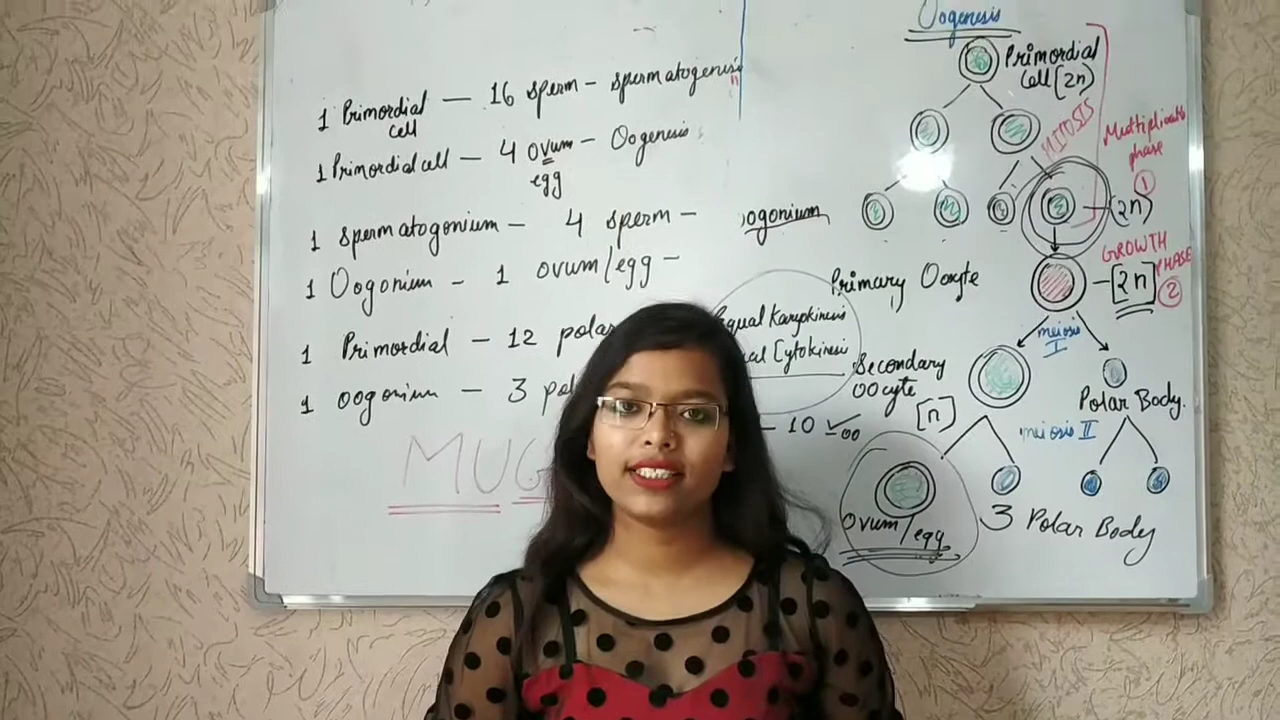 1 Primordial cell — 16 sperm – spermatogenesis
1 Primordial cell — 4 ovum – Oogenesis
egg
1 spermatogonium – 4 sperm –
1 Oogonium – 1 ovum/egg –
1 Primordial – 12 polar
1 oogonium – 3
MUG
oogonium
Karyokinesis
Cytokinesis
– 10
Oogenesis
Primordial
cell [2n]
MITOSIS
phase
1
(2n)
GROWTH
PHASE
2
Primary Oocyte
[2n]
meiosis
I
Secondary
oocyte
[n]
Polar Body.
meiosis II
ovum/egg
3 Polar Body